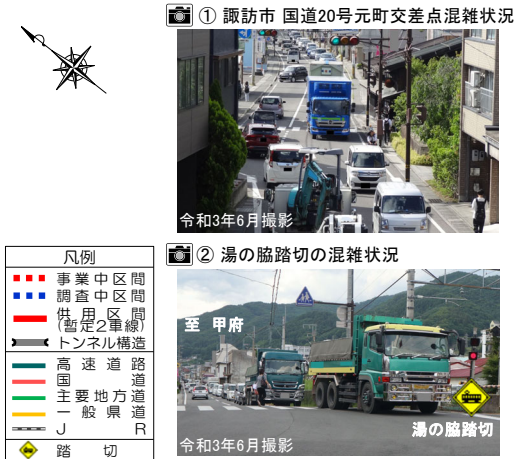 ① 諏訪市 国道20号元町交差点混雑状況
令和3年6月撮影
凡例
事業中区間
調査中区間
供用区間
(暫定2車線)
トンネル構造
高速道路
国道
主要地方道
一般県道
JR
踏切
② 湯の脇踏切の混雑状況
至 甲府
湯の脇踏切
令和3年6月撮影